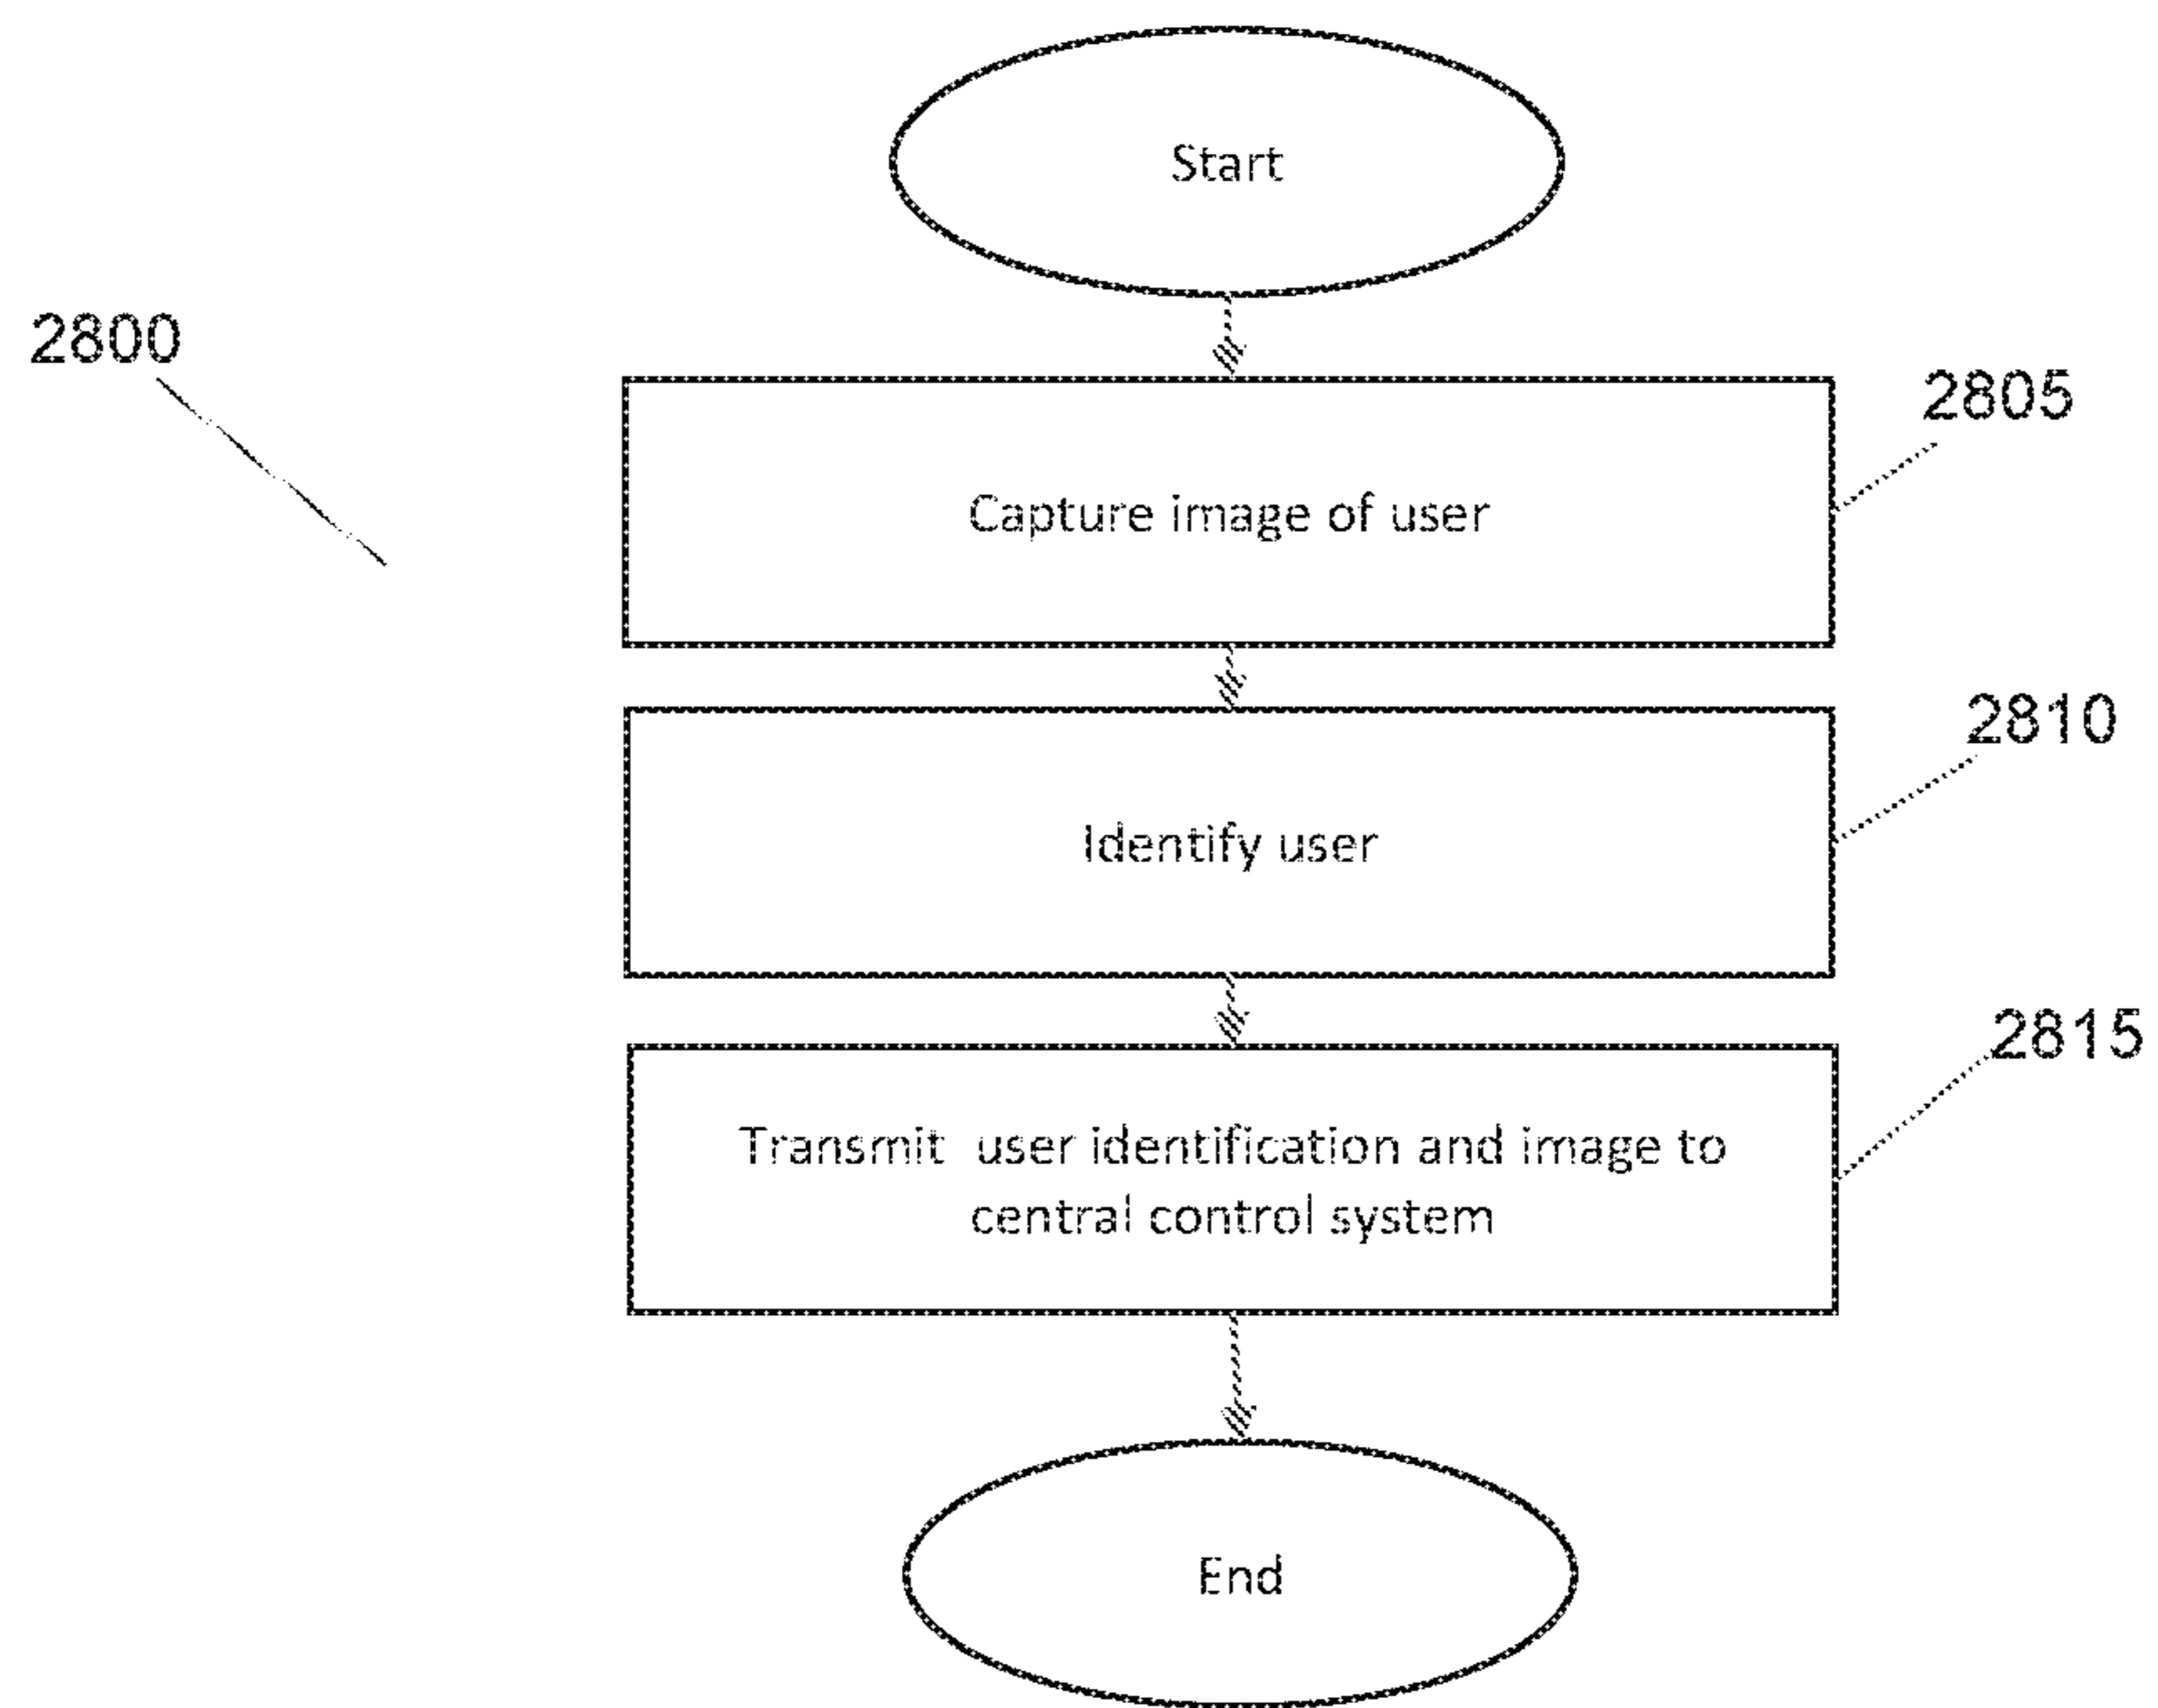 Start
2800
2805
Capture image of user
2810
Identify user
2815
Transmit user identification and image to
central control system
End